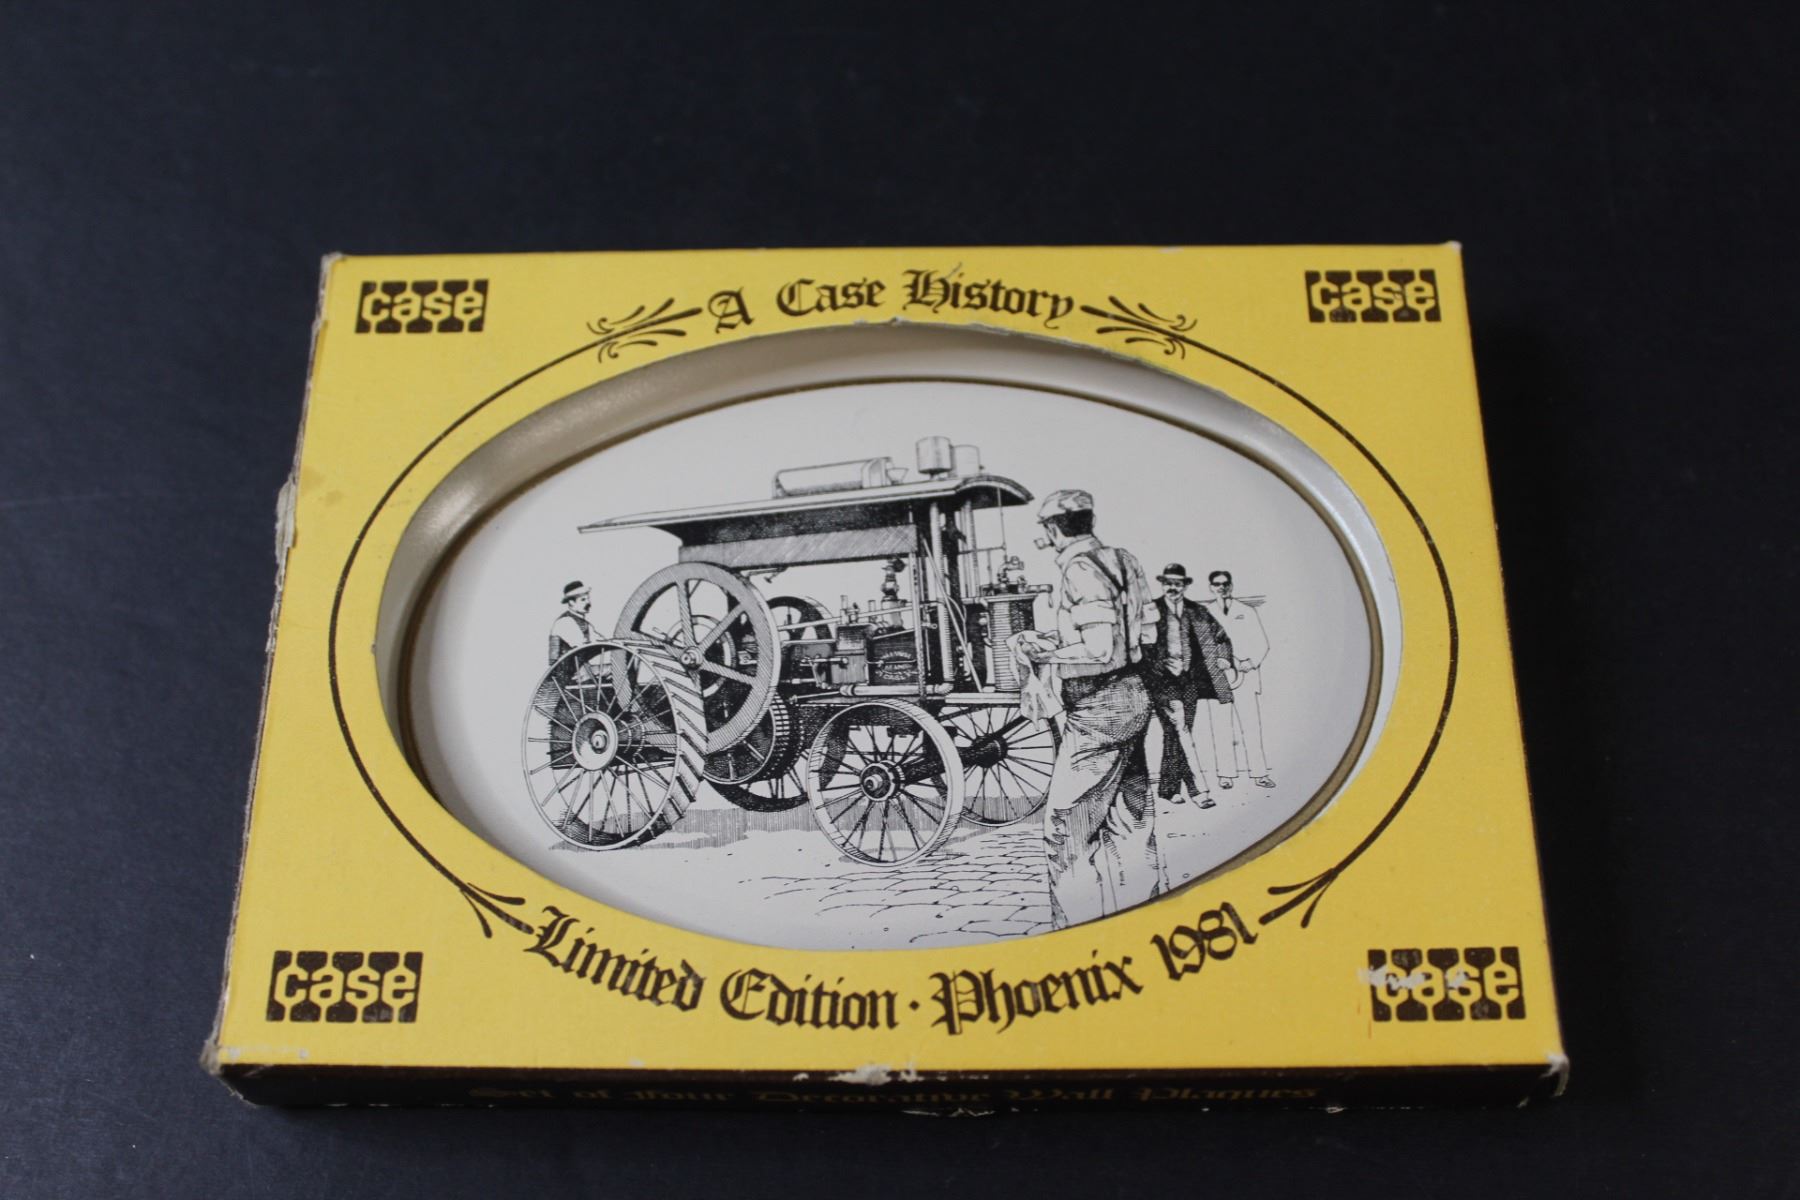 case
A Case History
case
case
Limited Edition · Phoenix 1981
case
Set of Four Decorative Wall Plaques